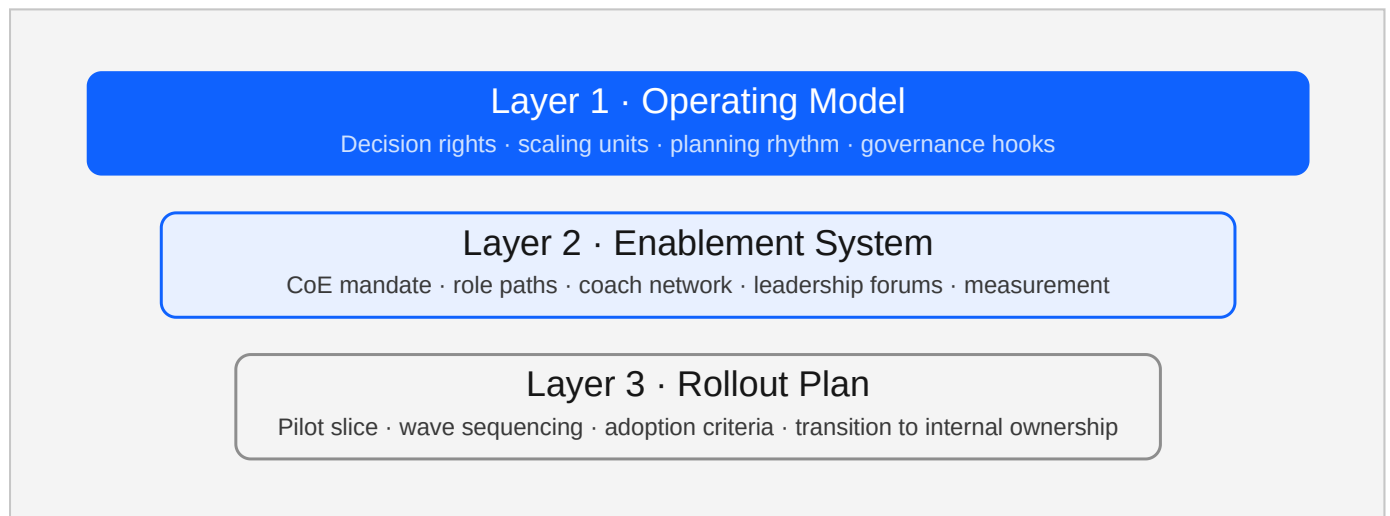 Layer 1 · Operating Model
Decision rights · scaling units · planning rhythm · governance hooks
Layer 2 · Enablement System
CoE mandate · role paths · coach network · leadership forums · measurement
Layer 3 · Rollout Plan
Pilot slice · wave sequencing · adoption criteria · transition to internal ownership